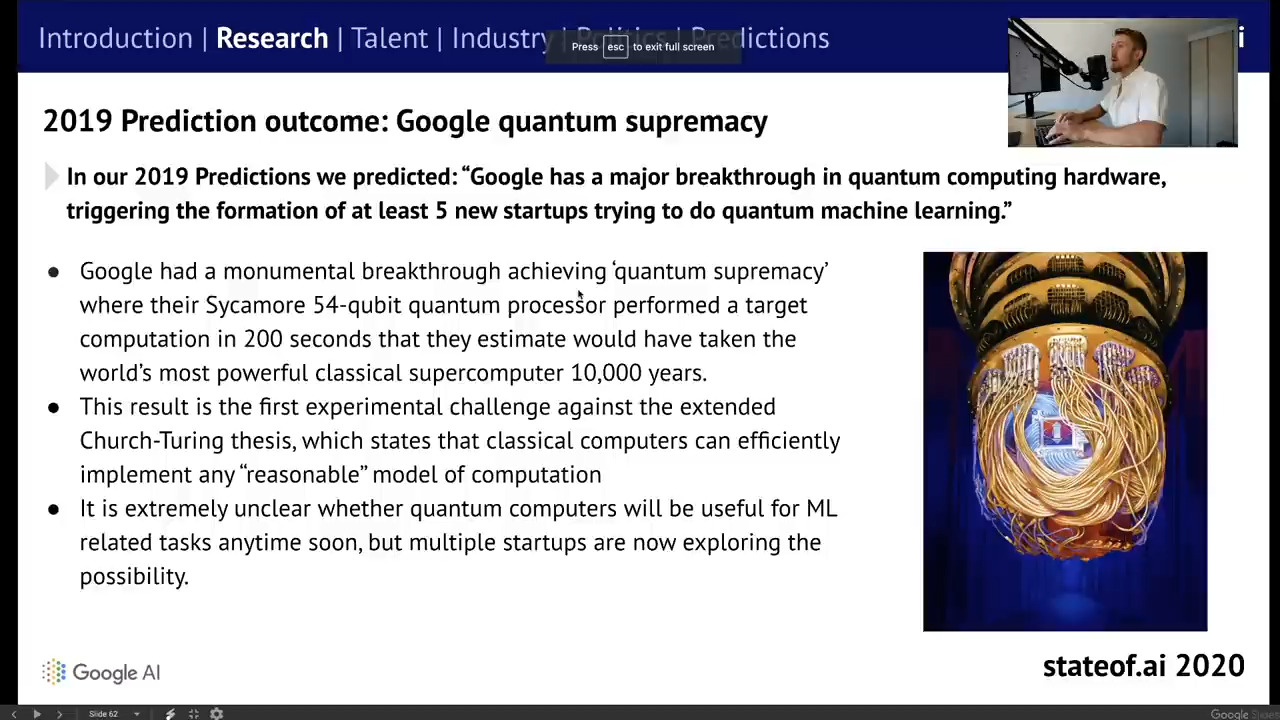 Introduction | Research | Talent | Industry | Politics | Predictions
Press esc to exit full screen
i
2019 Prediction outcome: Google quantum supremacy
In our 2019 Predictions we predicted: “Google has a major breakthrough in quantum computing hardware,
triggering the formation of at least 5 new startups trying to do quantum machine learning.”
● Google had a monumental breakthrough achieving ‘quantum supremacy’
where their Sycamore 54-qubit quantum processor performed a target
computation in 200 seconds that they estimate would have taken the
world’s most powerful classical supercomputer 10,000 years.
● This result is the first experimental challenge against the extended
Church-Turing thesis, which states that classical computers can efficiently
implement any “reasonable” model of computation
● It is extremely unclear whether quantum computers will be useful for ML
related tasks anytime soon, but multiple startups are now exploring the
possibility.
Google AI
stateof.ai 2020
Slide 62
Google Slides